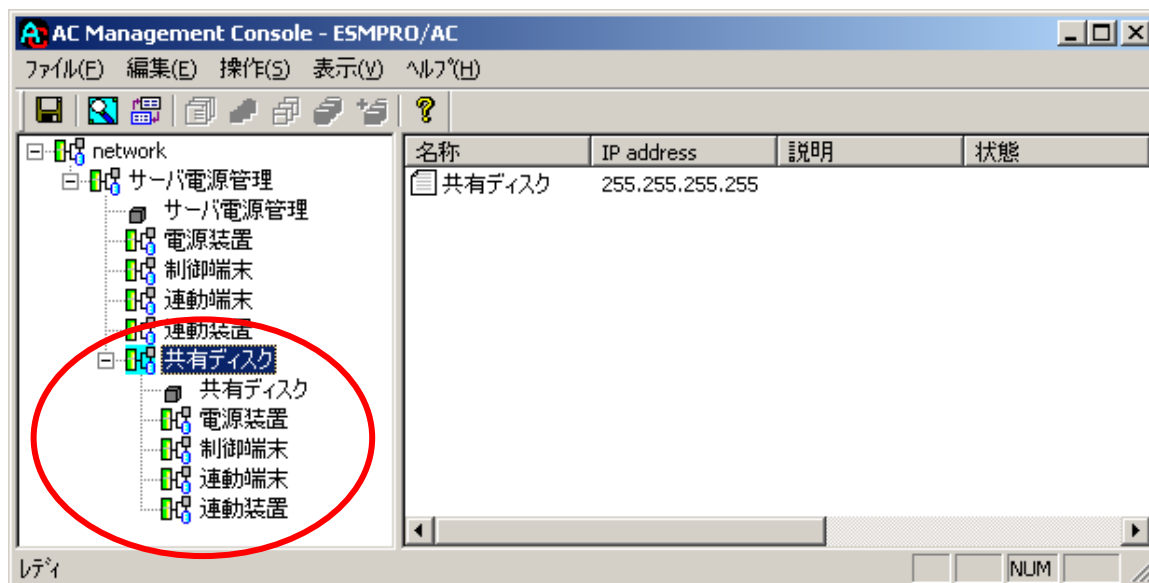 AC Management Console - ESMPRO/AC
ﾌｧｲﾙ(F) 編集(E) 操作(S) 表示(V) ﾍﾙﾌﾟ(H)
network
サーバ電源管理
サーバ電源管理
電源装置
制御端末
連動端末
連動装置
共有ディスク
共有ディスク
電源装置
制御端末
連動端末
連動装置
名称 IP address 説明 状態
共有ディスク 255.255.255.255
ﾚﾃﾞｨ NUM